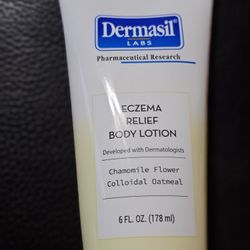 Dermasil®
LABS
Pharmaceutical Research
ECZEMA
RELIEF
BODY LOTION
Developed with Dermatologists
Chamomile Flower
Colloidal Oatmeal
6 FL. OZ. (178 ml)